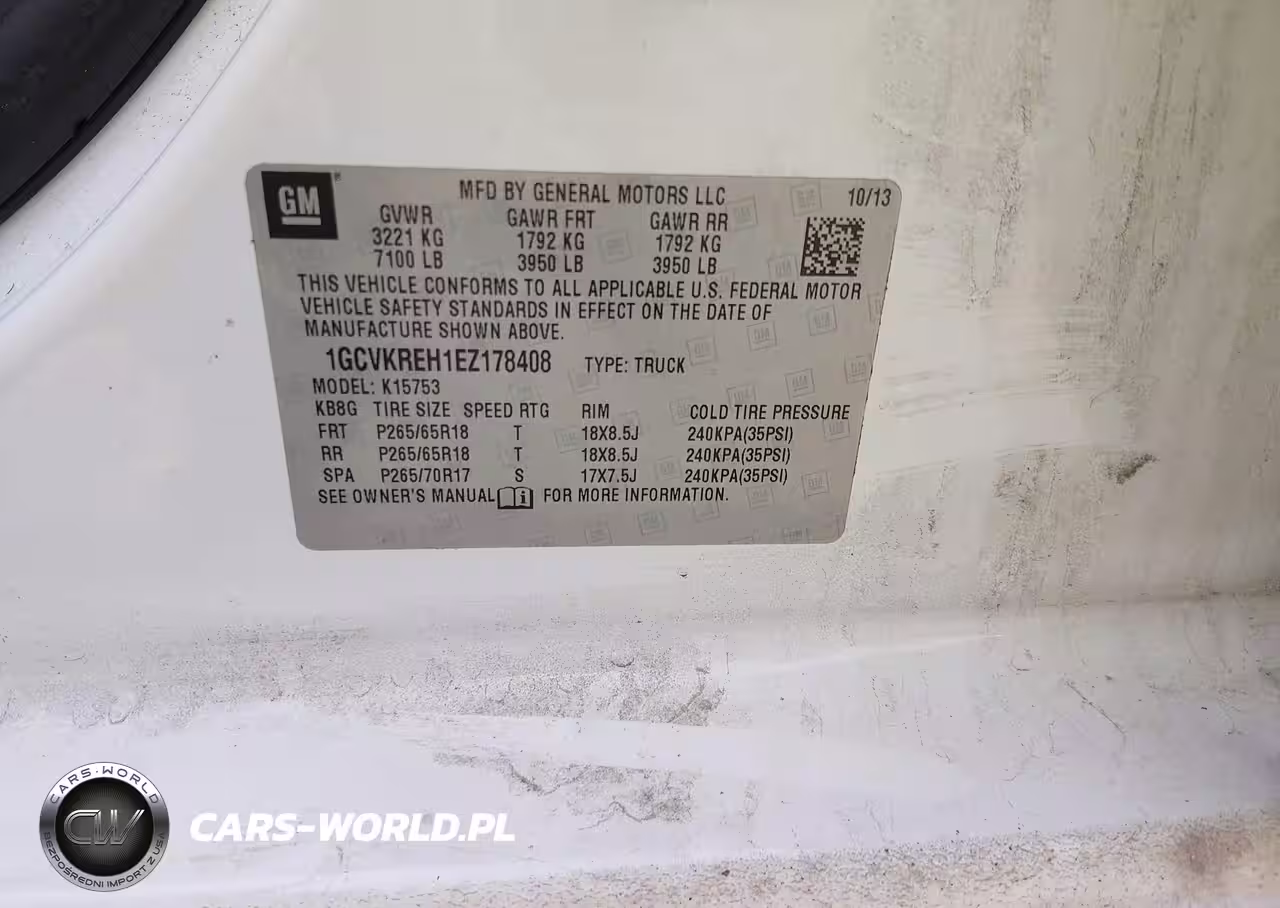 GM
MFD BY GENERAL MOTORS LLC 10/13
GVWR GAWR FRT GAWR RR
3221 KG 1792 KG 1792 KG
7100 LB 3950 LB 3950 LB
THIS VEHICLE CONFORMS TO ALL APPLICABLE U.S. FEDERAL MOTOR
VEHICLE SAFETY STANDARDS IN EFFECT ON THE DATE OF
MANUFACTURE SHOWN ABOVE.
1GCVKREH1EZ178408 TYPE: TRUCK
MODEL: K15753
KB8G TIRE SIZE SPEED RTG RIM COLD TIRE PRESSURE
FRT P265/65R18 T 18X8.5J 240KPA(35PSI)
RR P265/65R18 T 18X8.5J 240KPA(35PSI)
SPA P265/70R17 S 17X7.5J 240KPA(35PSI)
SEE OWNER'S MANUAL i FOR MORE INFORMATION.
CARS-WORLD
CW
BEZPOŚREDNI IMPORT Z USA
CARS-WORLD.PL